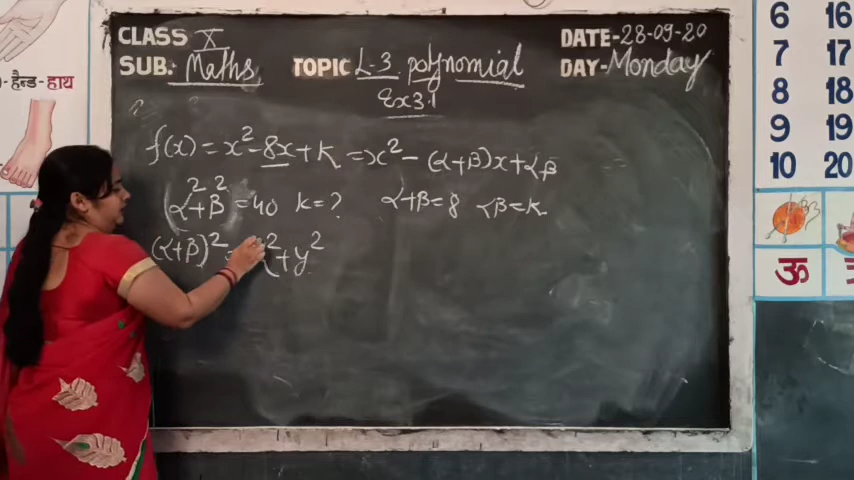 CLASS X
SUB:- Maths
TOPIC L-3 polynomial
Ex 3.1
DATE-28-09-20
DAY-Monday
f(x) = x² - 8x + K = x² - (α+β)x + αβ
(α²+β² = 40 K = ? α+β = 8 αβ = K
(α+β)² =
+ y²
-हैन्ड-हाथ
6 16
7 17
8 18
9 19
10 20
ऊ